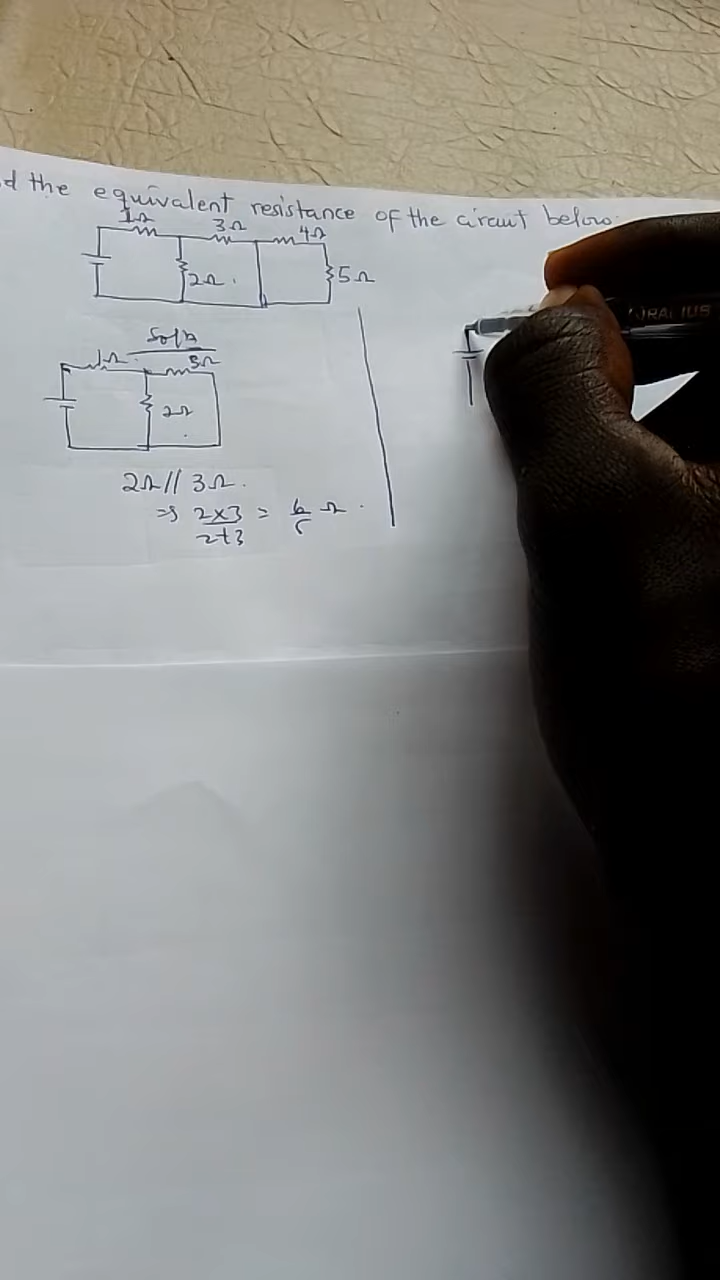 d the equivalent resistance of the circuit below:
1Ω 3Ω 4Ω
2Ω 5Ω
Soln
1Ω 3Ω
2Ω
2Ω // 3Ω
⇒ 2×3/2+3 = 6/5 Ω